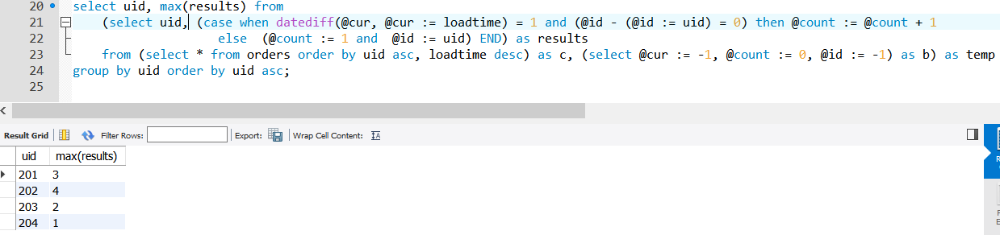 20 select uid, max(results) from
21 (select uid, (case when datediff(@cur, @cur := loadtime) = 1 and (@id - (@id := uid) = 0) then @count := @count + 1
22 else (@count := 1 and @id := uid) END) as results
23 from (select * from orders order by uid asc, loadtime desc) as c, (select @cur := -1, @count := 0, @id := -1) as b) as temp
24 group by uid order by uid asc;
25
Result Grid Filter Rows: Export: Wrap Cell Content: IA
uid max(results)
201 3
202 4
203 2
204 1